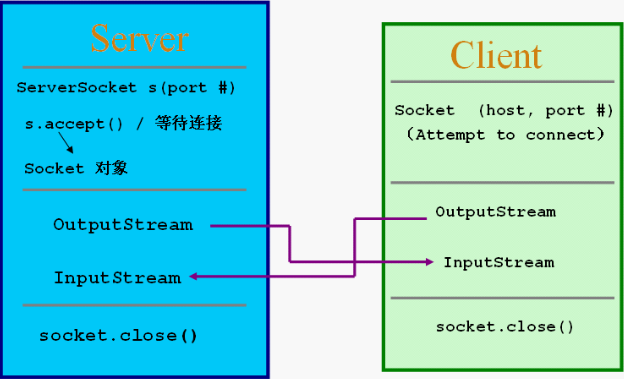 Server
ServerSocket s(port #)
s.accept() / 等待连接
Socket 对象
OutputStream
InputStream
socket.close()
Client
Socket (host, port #)
(Attempt to connect)
OutputStream
InputStream
socket.close()